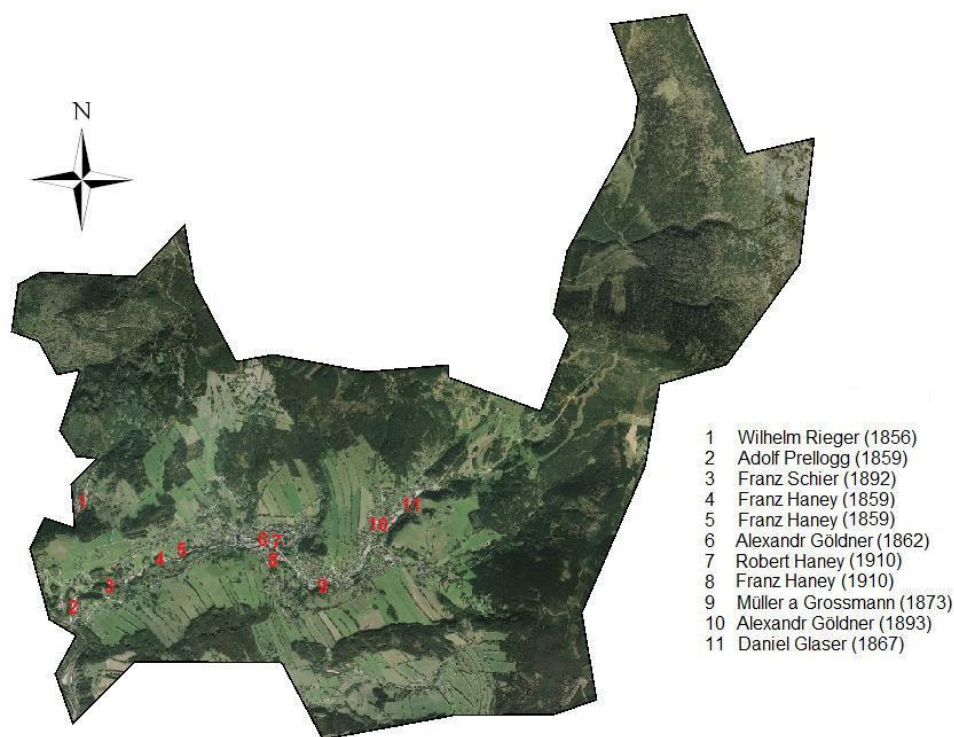 N
1 Wilhelm Rieger (1856)
2 Adolf Prellogg (1859)
3 Franz Schier (1892)
4 Franz Haney (1859)
5 Franz Haney (1859)
6 Alexandr Göldner (1862)
7 Robert Haney (1910)
8 Franz Haney (1910)
9 Müller a Grossmann (1873)
10 Alexandr Göldner (1893)
11 Daniel Glaser (1867)
1
11
10
6 7
5
4
8
3
9
2